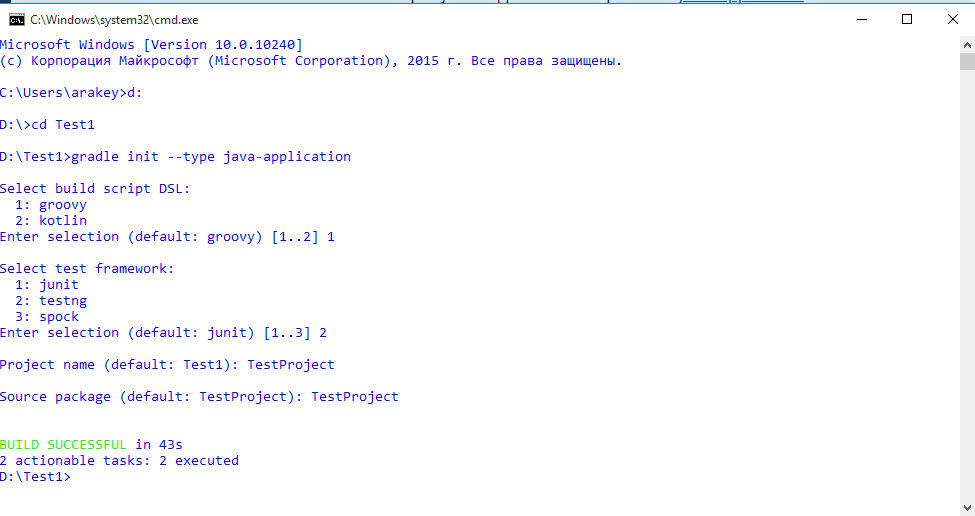 C:\Windows\system32\cmd.exe
Microsoft Windows [Version 10.0.10240]
(c) Корпорация Майкрософт (Microsoft Corporation), 2015 г. Все права защищены.
C:\Users\arakey>d:
D:\>cd Test1
D:\Test1>gradle init --type java-application
Select build script DSL:
1: groovy
2: kotlin
Enter selection (default: groovy) [1..2] 1
Select test framework:
1: junit
2: testng
3: spock
Enter selection (default: junit) [1..3] 2
Project name (default: Test1): TestProject
Source package (default: TestProject): TestProject
BUILD SUCCESSFUL in 43s
2 actionable tasks: 2 executed
D:\Test1>